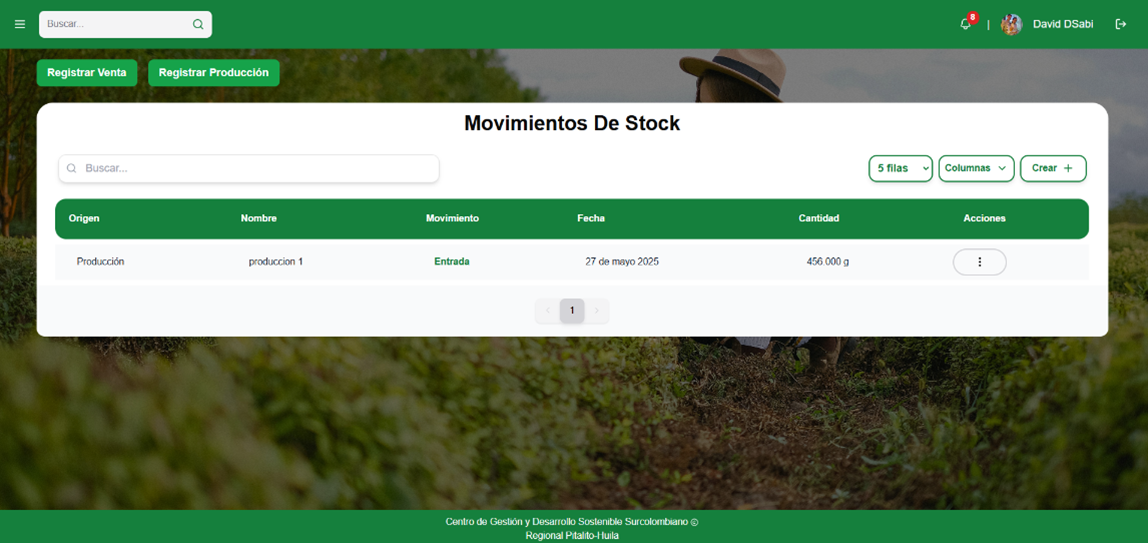 Buscar...
8
|
David DSabi
Registrar Venta
Registrar Producción
Movimientos De Stock
Buscar...
5 filas
Columnas
Crear +
Origen Nombre Movimiento Fecha Cantidad Acciones
Producción produccion 1 Entrada 27 de mayo 2025 456.000 g
1
Centro de Gestión y Desarrollo Sostenible Surcolombiano ©
Regional Pitalito-Huila